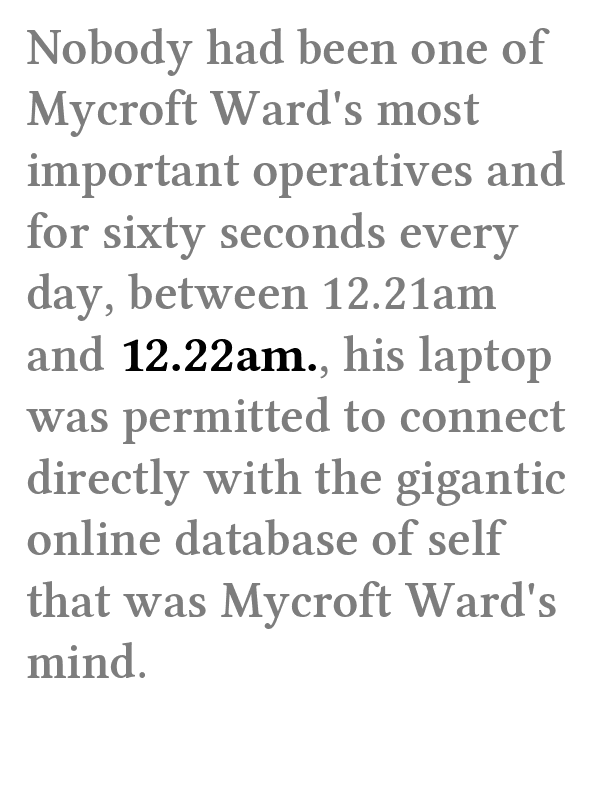 Nobody had been one of
Mycroft Ward's most
important operatives and
for sixty seconds every
day, between 12.21am
and 12.22am., his laptop
was permitted to connect
directly with the gigantic
online database of self
that was Mycroft Ward's
mind.